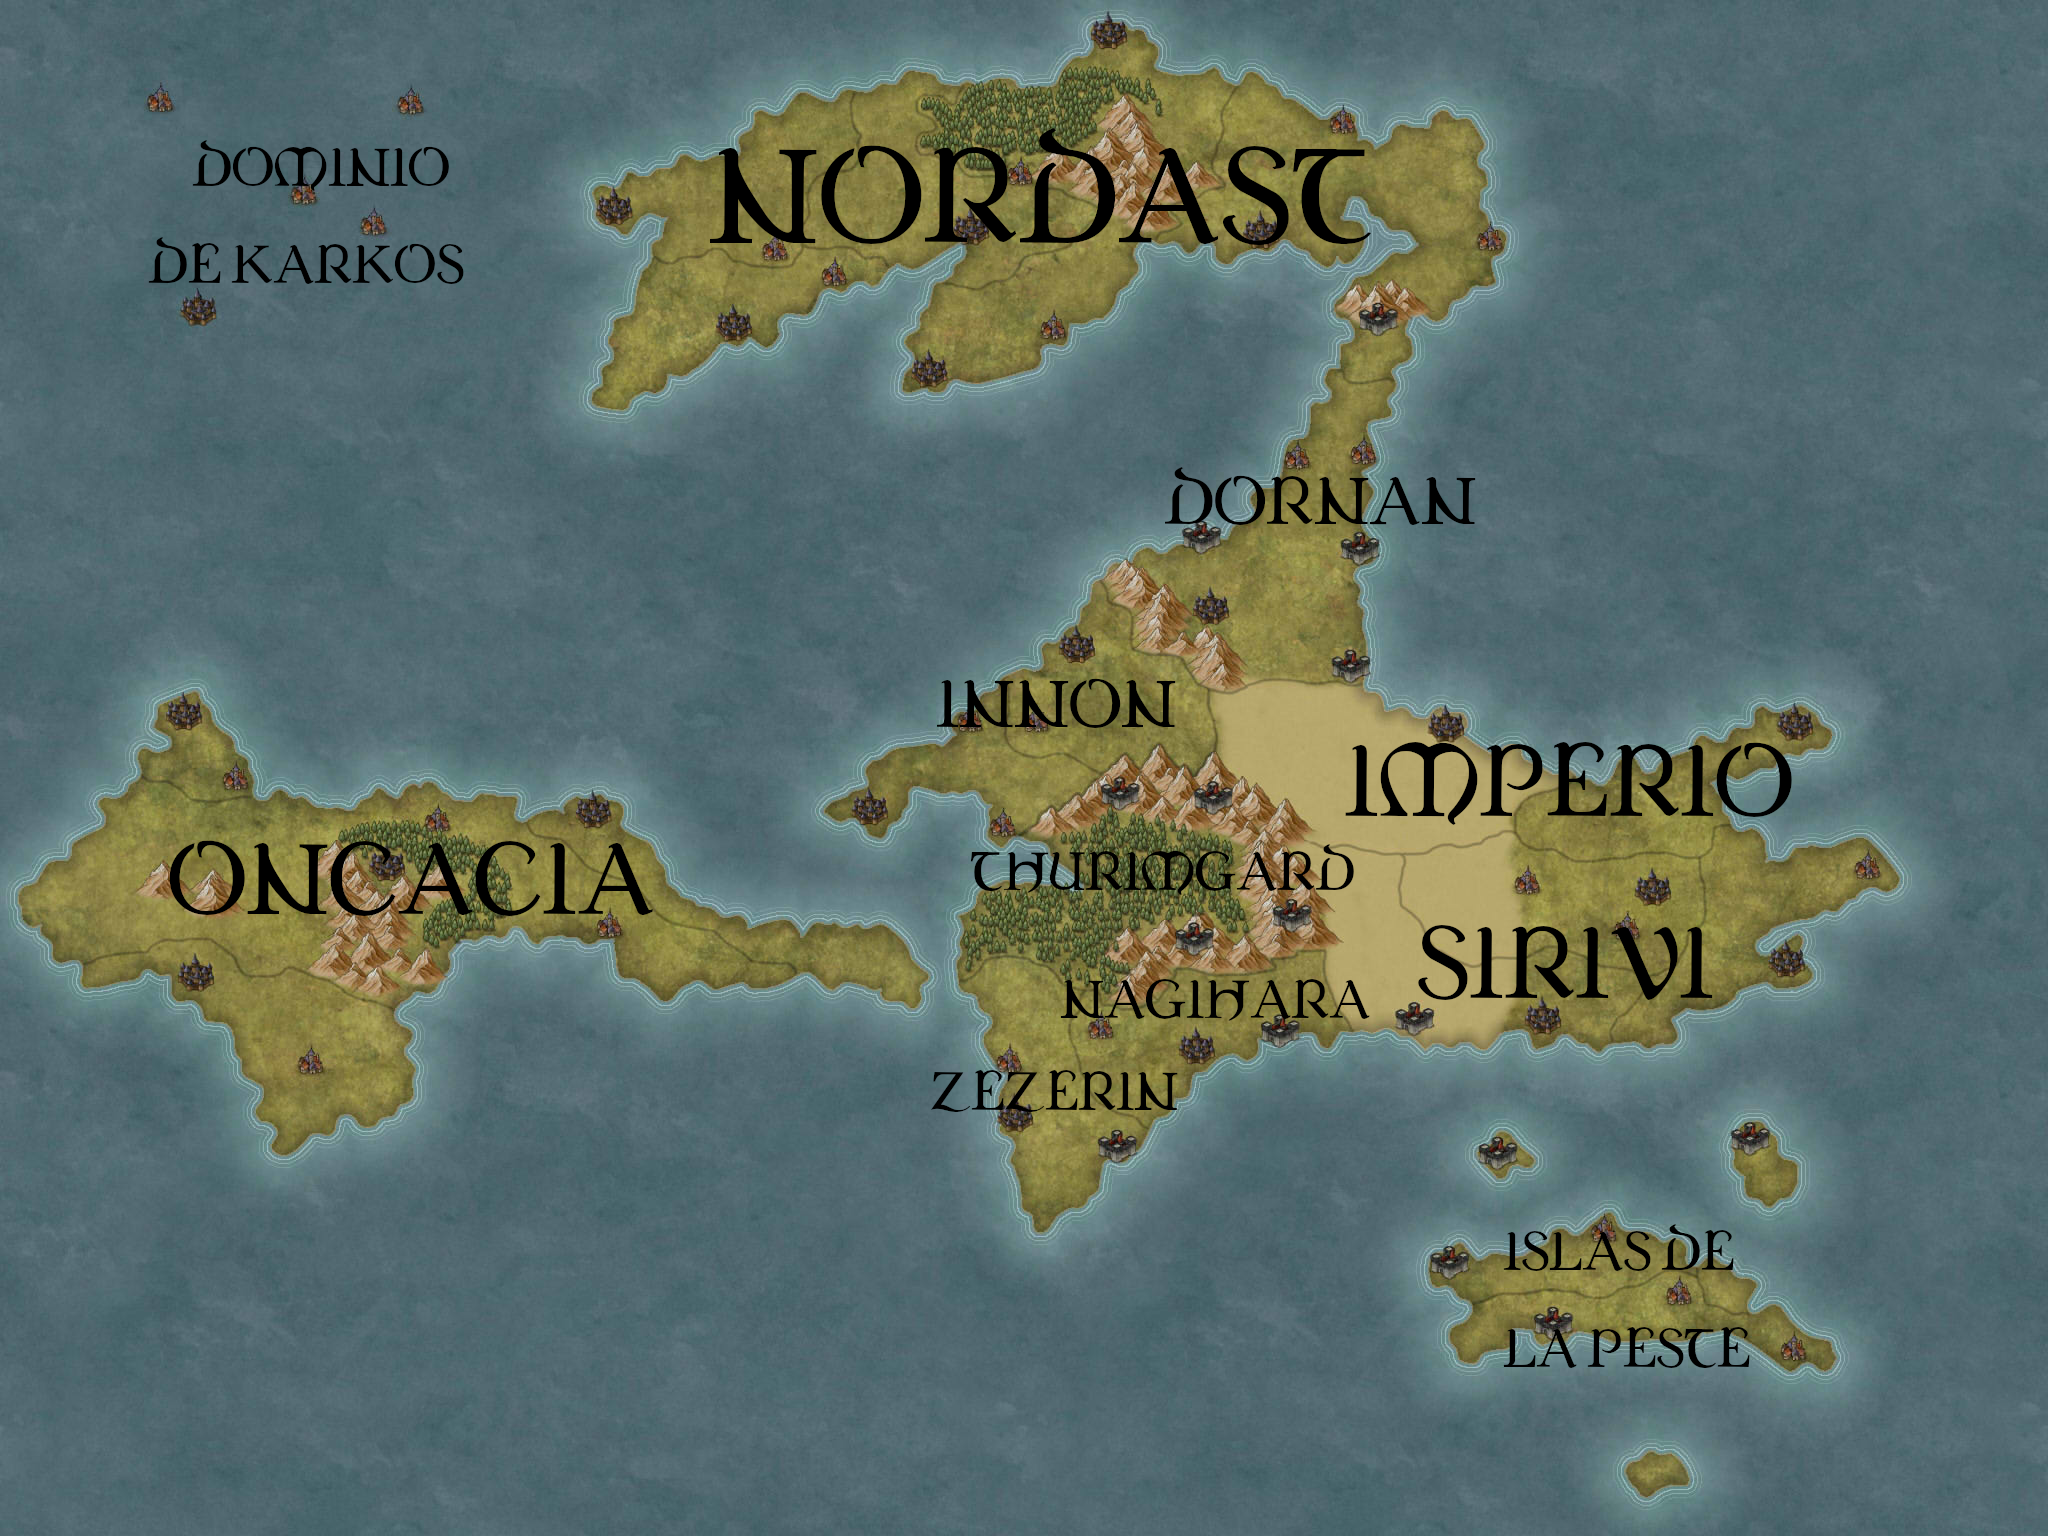 NORDAST
DOMINIO
DE KARKOS
DORNAN
INNON
IMPERIO
SIRIVI
ONCACIA
THURIMGARD
NAGIHARA
ZEZERIN
ISLAS DE
LA PESTE